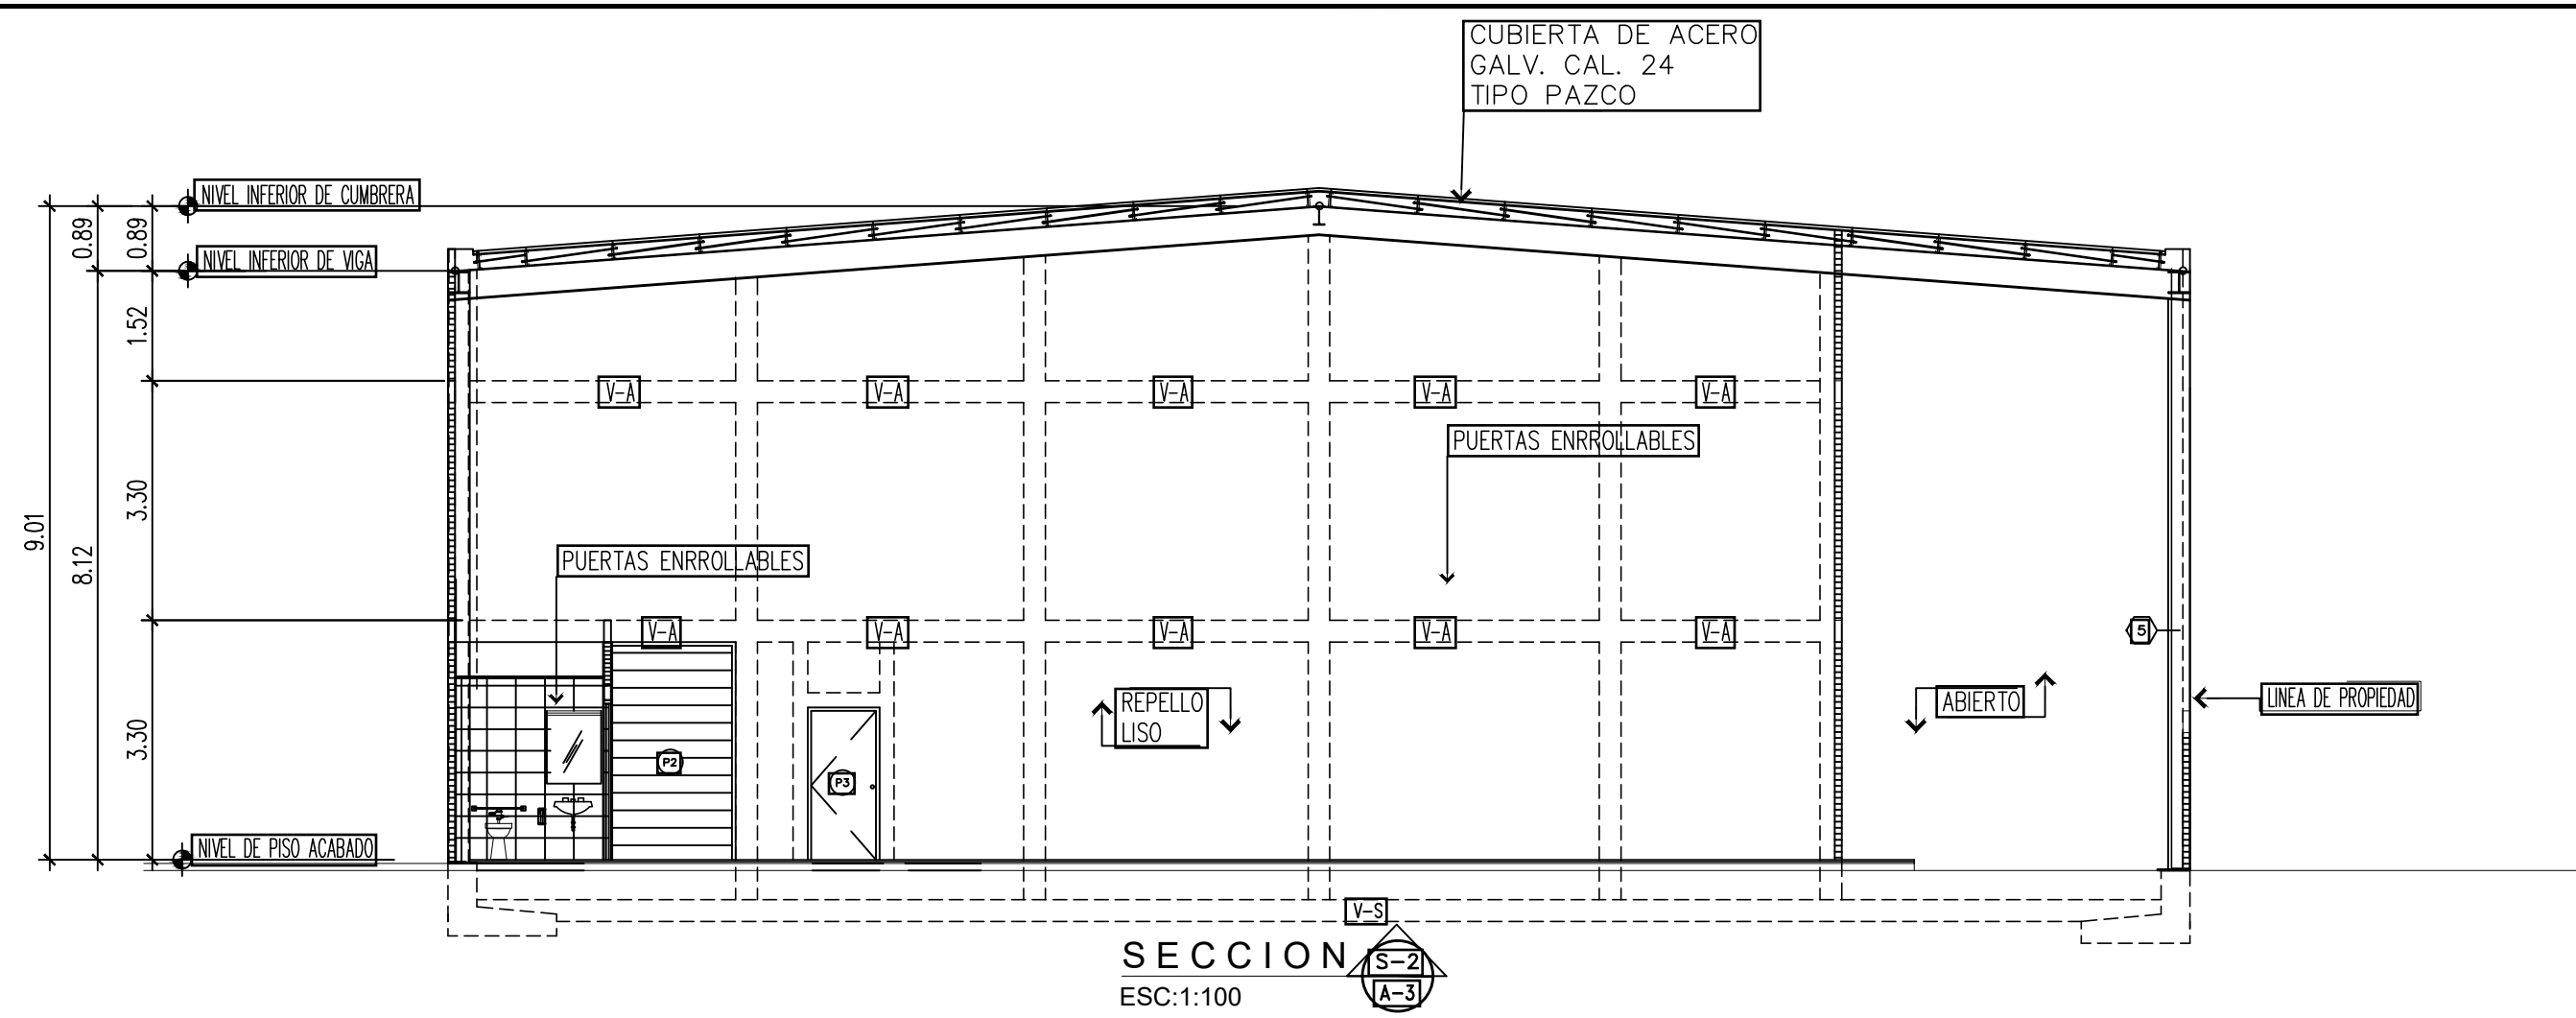 CUBIERTA DE ACERO
GALV. CAL. 24
TIPO PAZCO
NIVEL INFERIOR DE CUMBRERA
0.89
0.89
NIVEL INFERIOR DE VIGA
1.52
V-A
V-A
V-A
V-A
V-A
PUERTAS ENRROLLABLES
3.30
9.01
8.12
PUERTAS ENRROLLABLES
V-A
V-A
V-A
V-A
V-A
5
REPELLO
LISO
ABIERTO
LINEA DE PROPIEDAD
3.30
P2
P3
NIVEL DE PISO ACABADO
V-S
SECCION
S-2
A-3
ESC:1:100